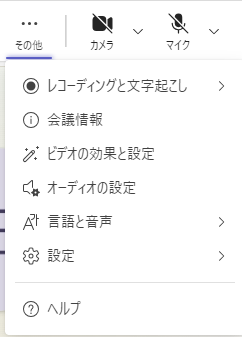 その他
カメラ
マイク
レコーディングと文字起こし
会議情報
ビデオの効果と設定
オーディオの設定
言語と音声
設定
ヘルプ